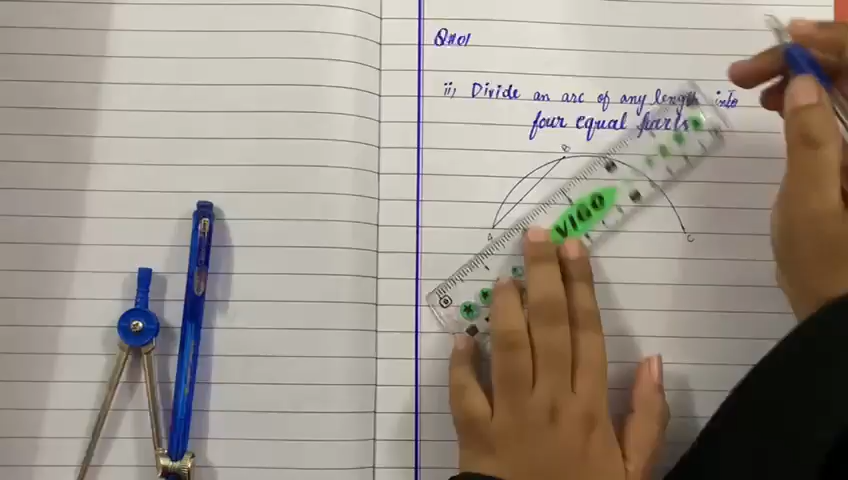 Q#01
ii) Divide an arc of any length into
four equal parts
B
VIGO
A
C